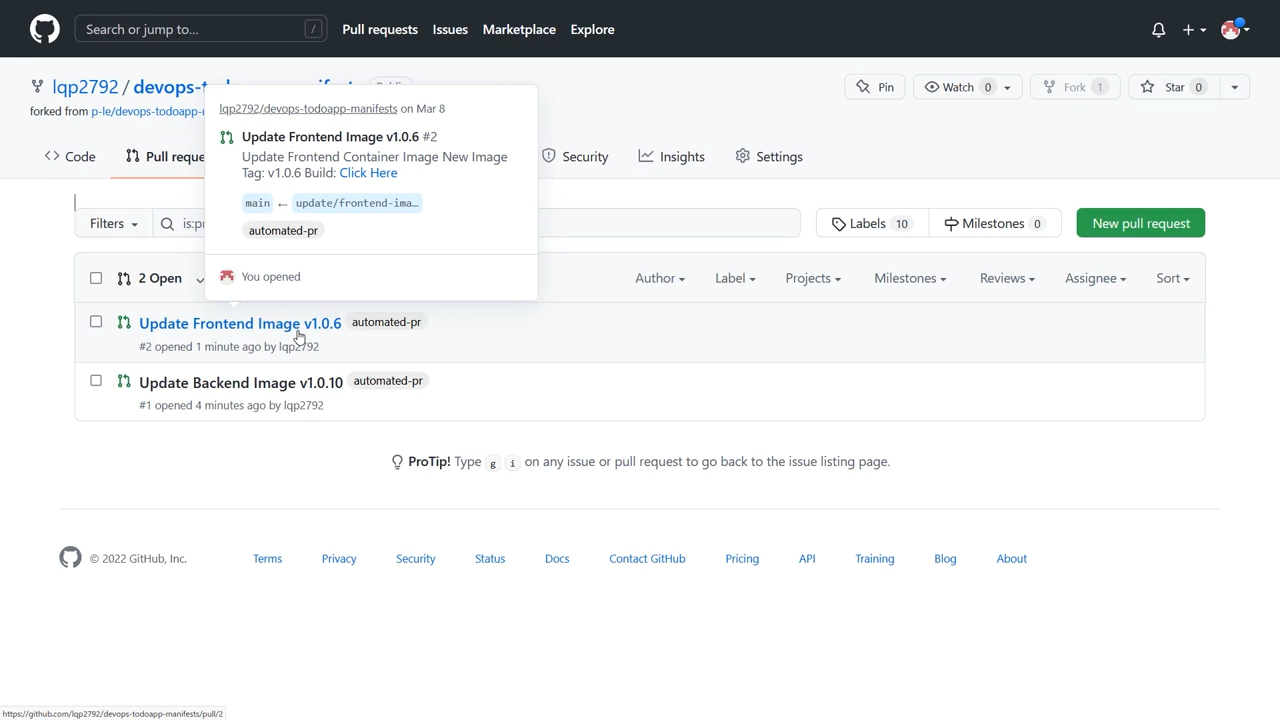 Search or jump to...
/
Pull requests
Issues
Marketplace
Explore
lqp2792 / 
forked from p-le/devops-todoapp-
Pin
Watch 0
Fork 1
Star 0
Code
Pull reque
Security
Insights
Settings
lqp2792/devops-todoapp-manifests on Mar 8
Update Frontend Image v1.0.6 #2
Update Frontend Container Image New Image
Tag: v1.0.6 Build: Click Here
main ← update/frontend-ima…
automated-pr
You opened
Filters
is:pr
Labels 10
Milestones 0
New pull request
2 Open
Author
Label
Projects
Milestones
Reviews
Assignee
Sort
Update Frontend Image v1.0.6 automated-pr
#2 opened 1 minute ago by lqp2792
Update Backend Image v1.0.10 automated-pr
#1 opened 4 minutes ago by lqp2792
ProTip! Type g i on any issue or pull request to go back to the issue listing page.
© 2022 GitHub, Inc.
Terms
Privacy
Security
Status
Docs
Contact GitHub
Pricing
API
Training
Blog
About
https://github.com/lqp2792/devops-todoapp-manifests/pull/2